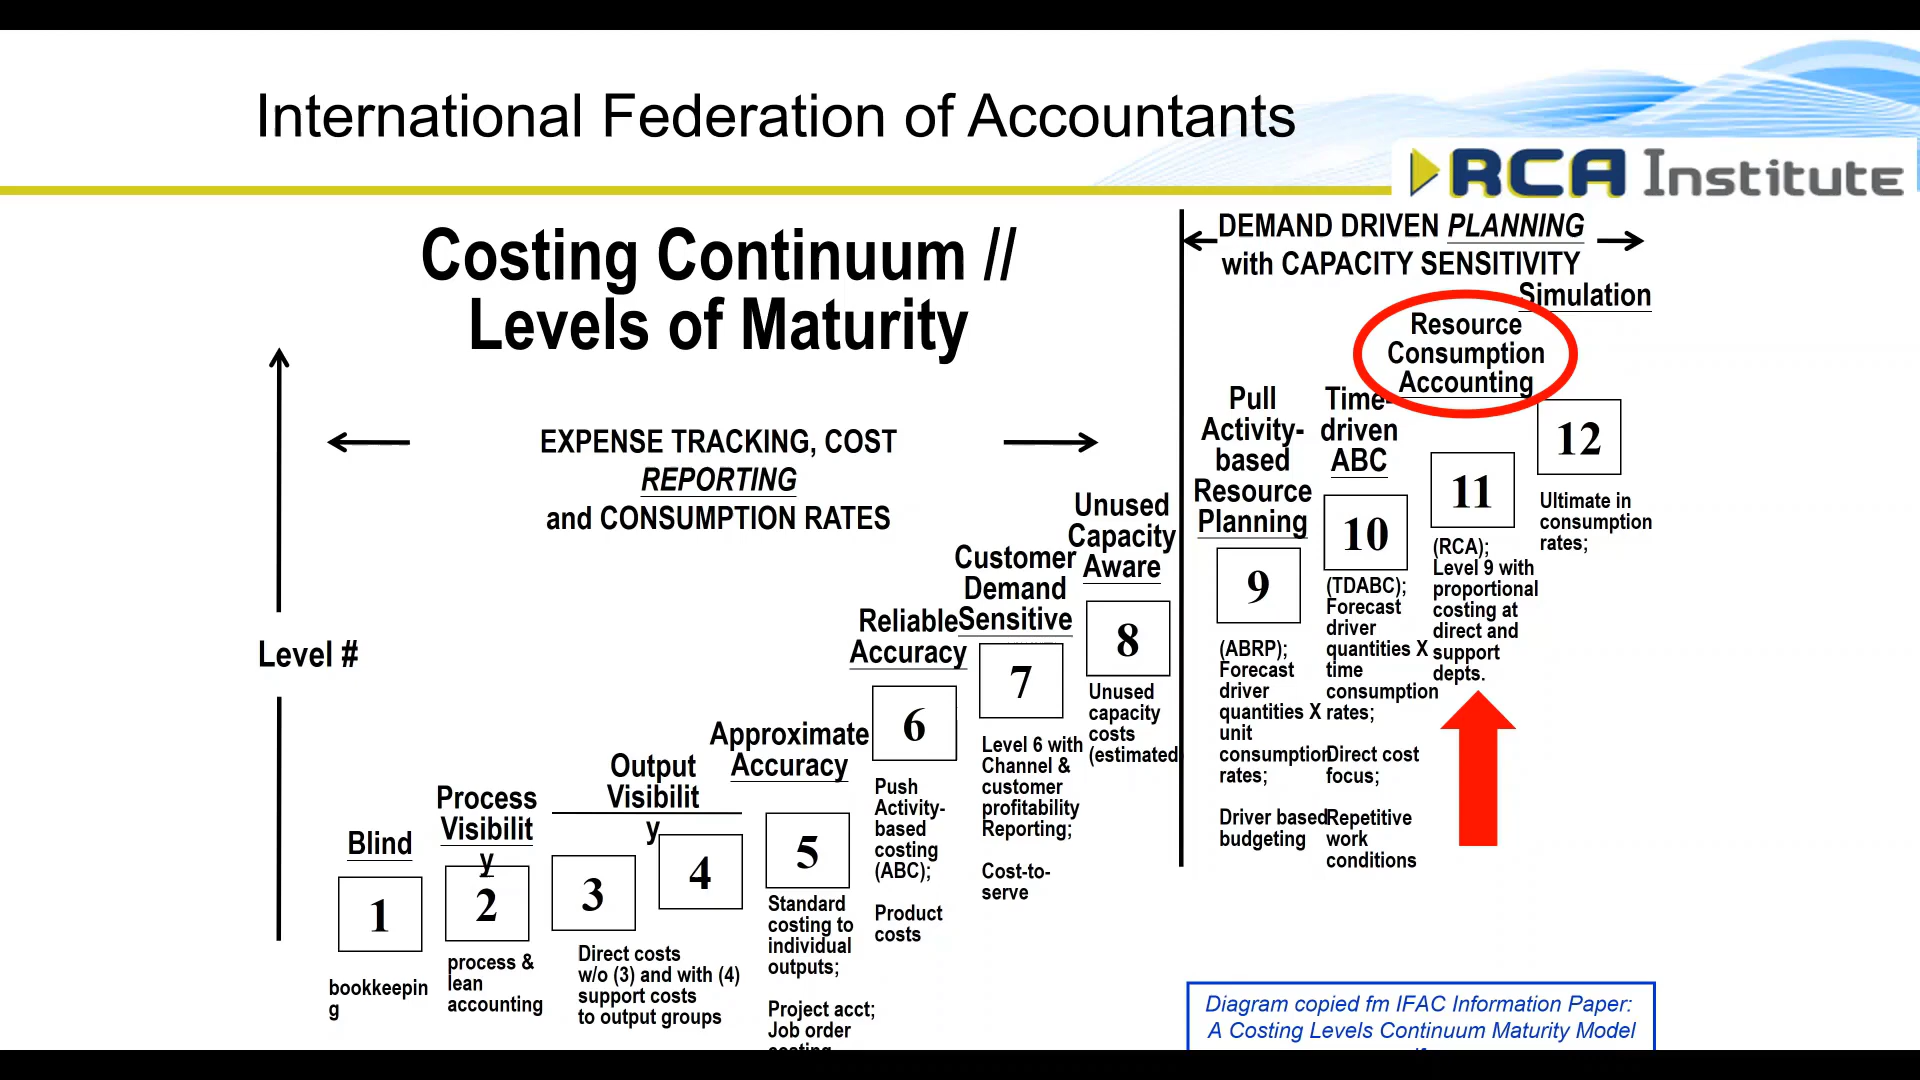 International Federation of Accountants
RCA Institute
Costing Continuum //
Levels of Maturity
DEMAND DRIVEN PLANNING
with CAPACITY SENSITIVITY
EXPENSE TRACKING, COST
REPORTING
and CONSUMPTION RATES
Level #
Blind
1
bookkeepin
g
Process
Visibilit
y
2
process &
lean
accounting
Output
Visibilit
y
3
4
Direct costs
w/o (3) and with (4)
support costs
to output groups
Approximate
Accuracy
5
Standard
costing to
individual
outputs;
Project acct;
Job order
costing
Reliable
Accuracy
6
Push
Activity-
based
costing
(ABC);
Product
costs
Customer
Demand
Sensitive
7
Level 6 with
Channel &
customer
profitability
Reporting;
Cost-to-
serve
Unused
Capacity
Aware
8
Unused
capacity
costs
(estimated
Pull
Activity-
based
Resource
Planning
9
(ABRP);
Forecast
driver
quantities X
unit
consumption
rates;
Driver based
budgeting
Time-
driven
ABC
10
(TDABC);
Forecast
driver
quantities X
time
consumption
rates;
Direct cost
focus;
Repetitive
work
conditions
Resource
Consumption
Accounting
11
(RCA);
Level 9 with
proportional
costing at
direct and
support
depts.
Simulation
12
Ultimate in
consumption
rates;
Diagram copied fm IFAC Information Paper:
A Costing Levels Continuum Maturity Model